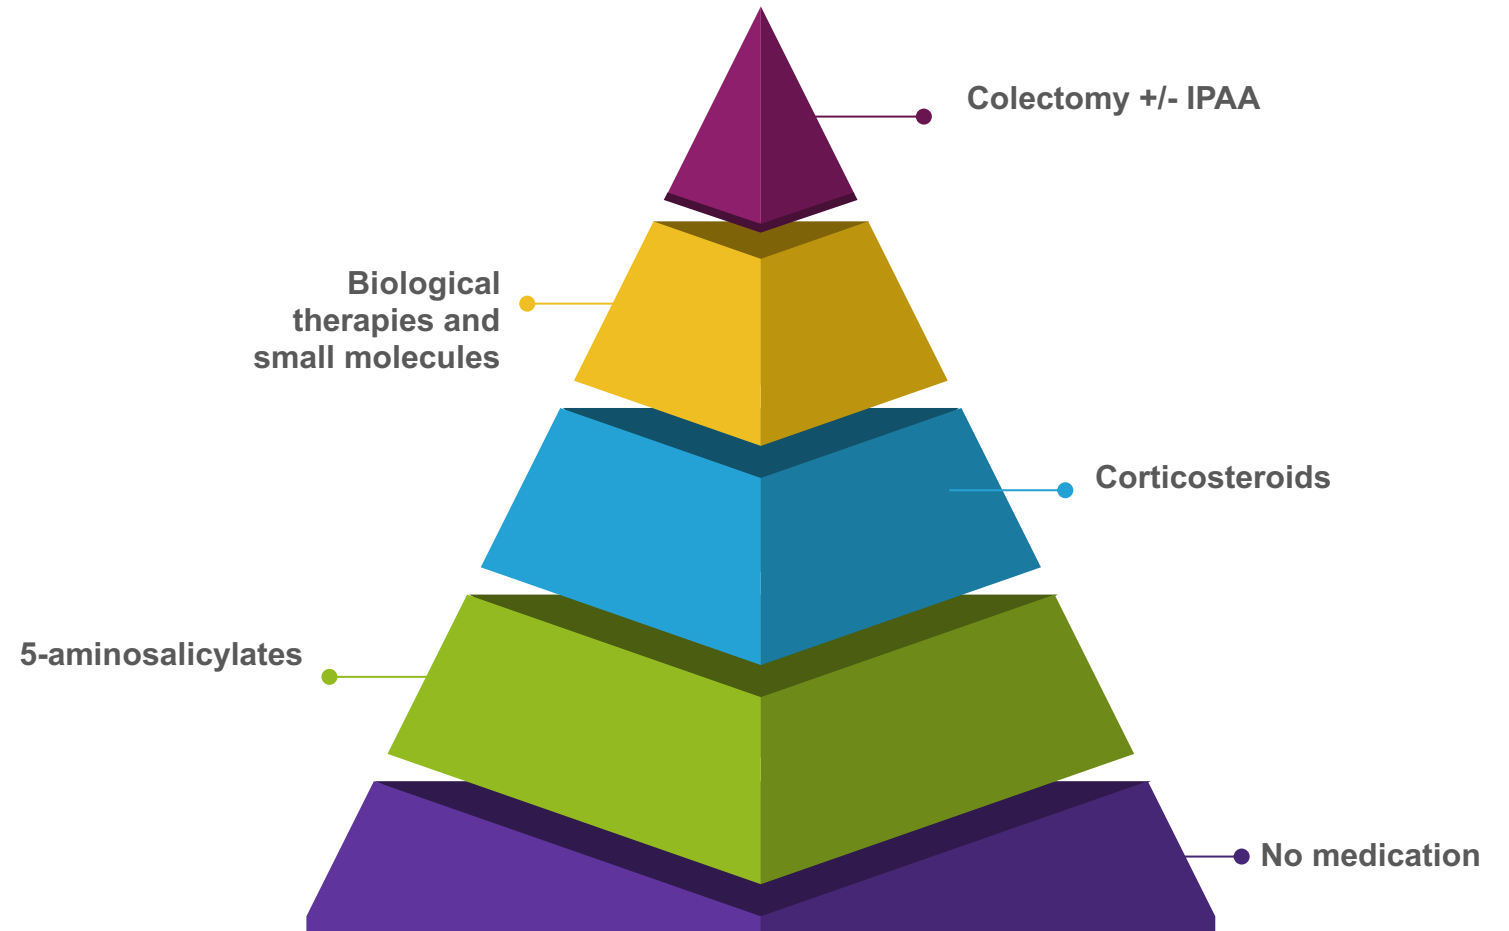 Colectomy +/- IPAA
Biological
therapies and
small molecules
Corticosteroids
5-aminosalicylates
No medication